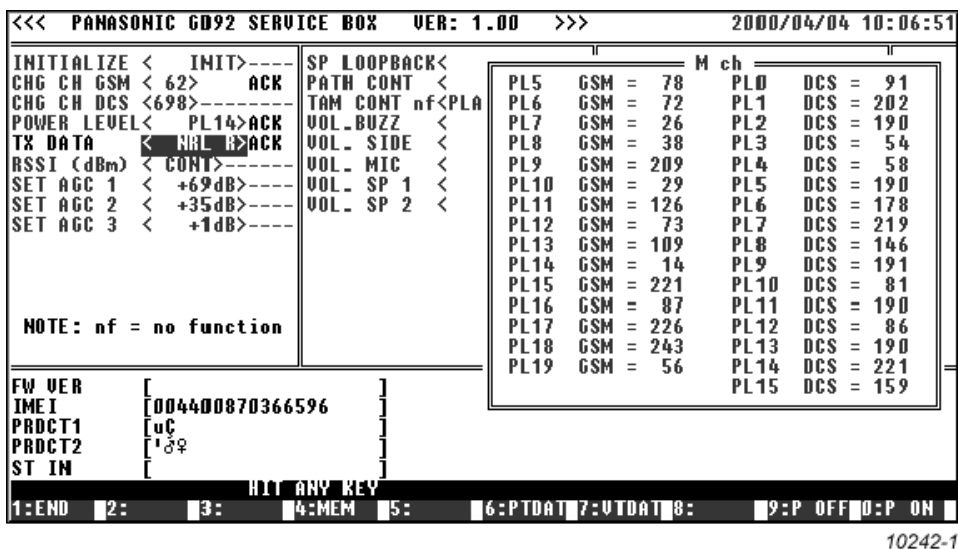 <<< PANASONIC GD92 SERVICE BOX VER: 1.00 >>> 2000/04/04 10:06:51
INITIALIZE < INIT>----
CHG CH GSM < 62> ACK
CHG CH DCS <698>---------
POWER LEVEL< PL14>ACK
TX DATA < NRL R>ACK
RSSI (dBm) < CONT>-------
SET AGC 1 < +69dB>----
SET AGC 2 < +35dB>----
SET AGC 3 < +1dB>----
NOTE: nf = no function
SP LOOPBACK<
PATH CONT <
TAM CONT nf<PLA
VOL.BUZZ <
VOL. SIDE <
VOL. MIC <
VOL. SP 1 <
VOL. SP 2 <
M ch
PL5 GSM = 78 PL0 DCS = 91
PL6 GSM = 72 PL1 DCS = 202
PL7 GSM = 26 PL2 DCS = 190
PL8 GSM = 38 PL3 DCS = 54
PL9 GSM = 209 PL4 DCS = 58
PL10 GSM = 29 PL5 DCS = 190
PL11 GSM = 126 PL6 DCS = 178
PL12 GSM = 73 PL7 DCS = 219
PL13 GSM = 109 PL8 DCS = 146
PL14 GSM = 14 PL9 DCS = 191
PL15 GSM = 221 PL10 DCS = 81
PL16 GSM = 87 PL11 DCS = 190
PL17 GSM = 226 PL12 DCS = 86
PL18 GSM = 243 PL13 DCS = 190
PL19 GSM = 56 PL14 DCS = 221
PL15 DCS = 159
FW VER [ ]
IMEI [004400870366596 ]
PRDCT1 [uÇ ]
PRDCT2 ['♂♀ ]
ST IN [ ]
HIT ANY KEY
1:END 2: 3: 4:MEM 5: 6:PTDAT 7:VTDAT 8: 9:P OFF 0:P ON
10242-1